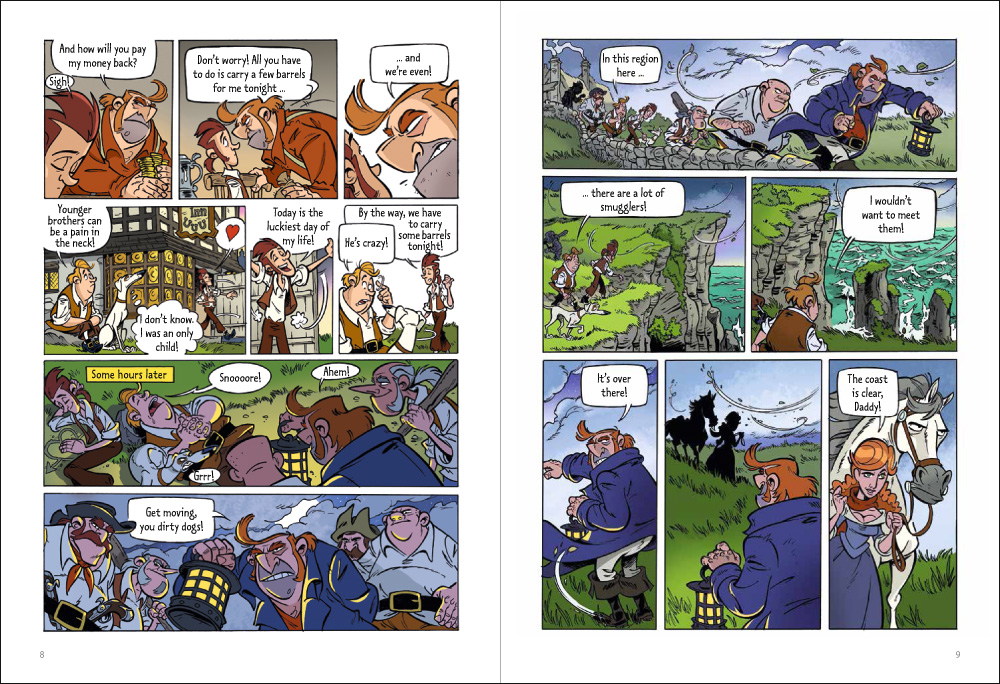 And how will you pay
my money back?
Sigh!
Don't worry! All you have
to do is carry a few barrels
for me tonight ...
... and
we're even!
Younger
brothers can
be a pain in
the neck!
Inn
I don't know.
I was an only
child!
Today is the
luckiest day of
my life!
He's crazy!
By the way, we have
to carry
some barrels
tonight!
Some hours later
Snoooore!
Ahem!
Grrr!
Get moving,
you dirty dogs!
8
In this region
here ...
... there are a lot of
smugglers!
I wouldn't
want to meet
them!
It's over
there!
The coast
is clear,
Daddy!
9